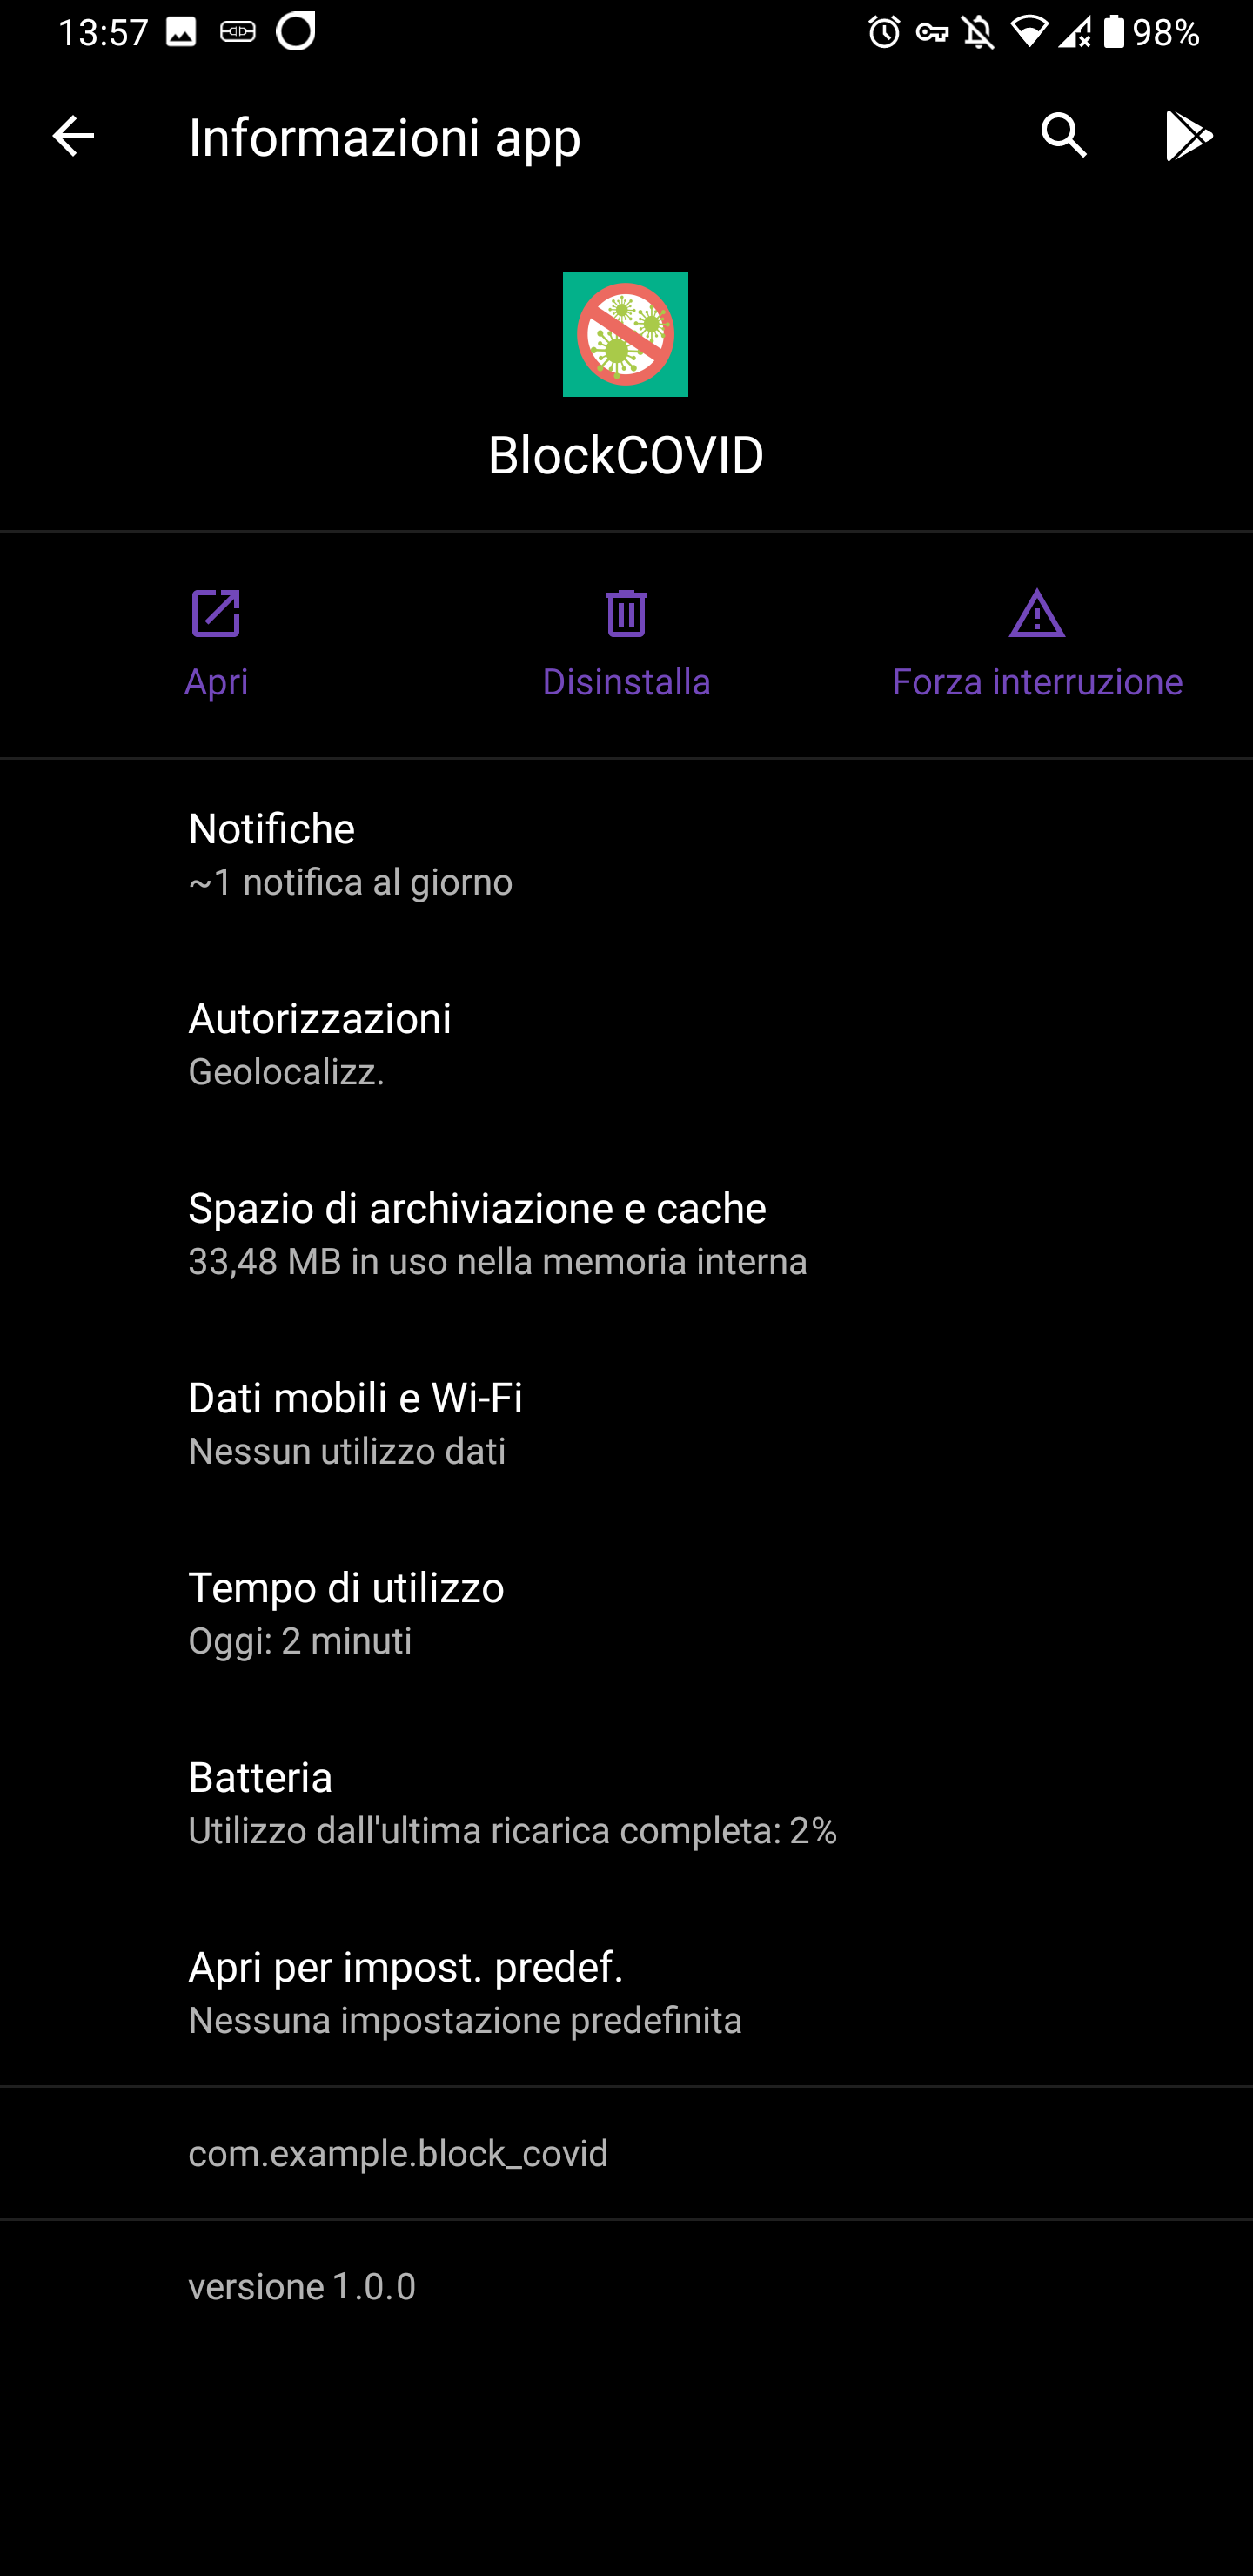 13:57
98%
Informazioni app
BlockCOVID
Apri
Disinstalla
Forza interruzione
Notifiche
~1 notifica al giorno
Autorizzazioni
Geolocalizz.
Spazio di archiviazione e cache
33,48 MB in uso nella memoria interna
Dati mobili e Wi-Fi
Nessun utilizzo dati
Tempo di utilizzo
Oggi: 2 minuti
Batteria
Utilizzo dall'ultima ricarica completa: 2%
Apri per impost. predef.
Nessuna impostazione predefinita
com.example.block_covid
versione 1.0.0